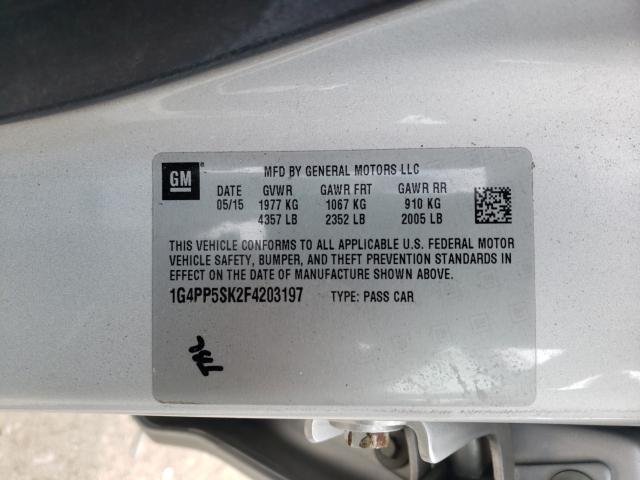 GM
MFD BY GENERAL MOTORS LLC
DATE GVWR GAWR FRT GAWR RR
05/15 1977 KG 1067 KG 910 KG
4357 LB 2352 LB 2005 LB
THIS VEHICLE CONFORMS TO ALL APPLICABLE U.S. FEDERAL MOTOR
VEHICLE SAFETY, BUMPER, AND THEFT PREVENTION STANDARDS IN
EFFECT ON THE DATE OF MANUFACTURE SHOWN ABOVE.
1G4PP5SK2F4203197 TYPE: PASS CAR